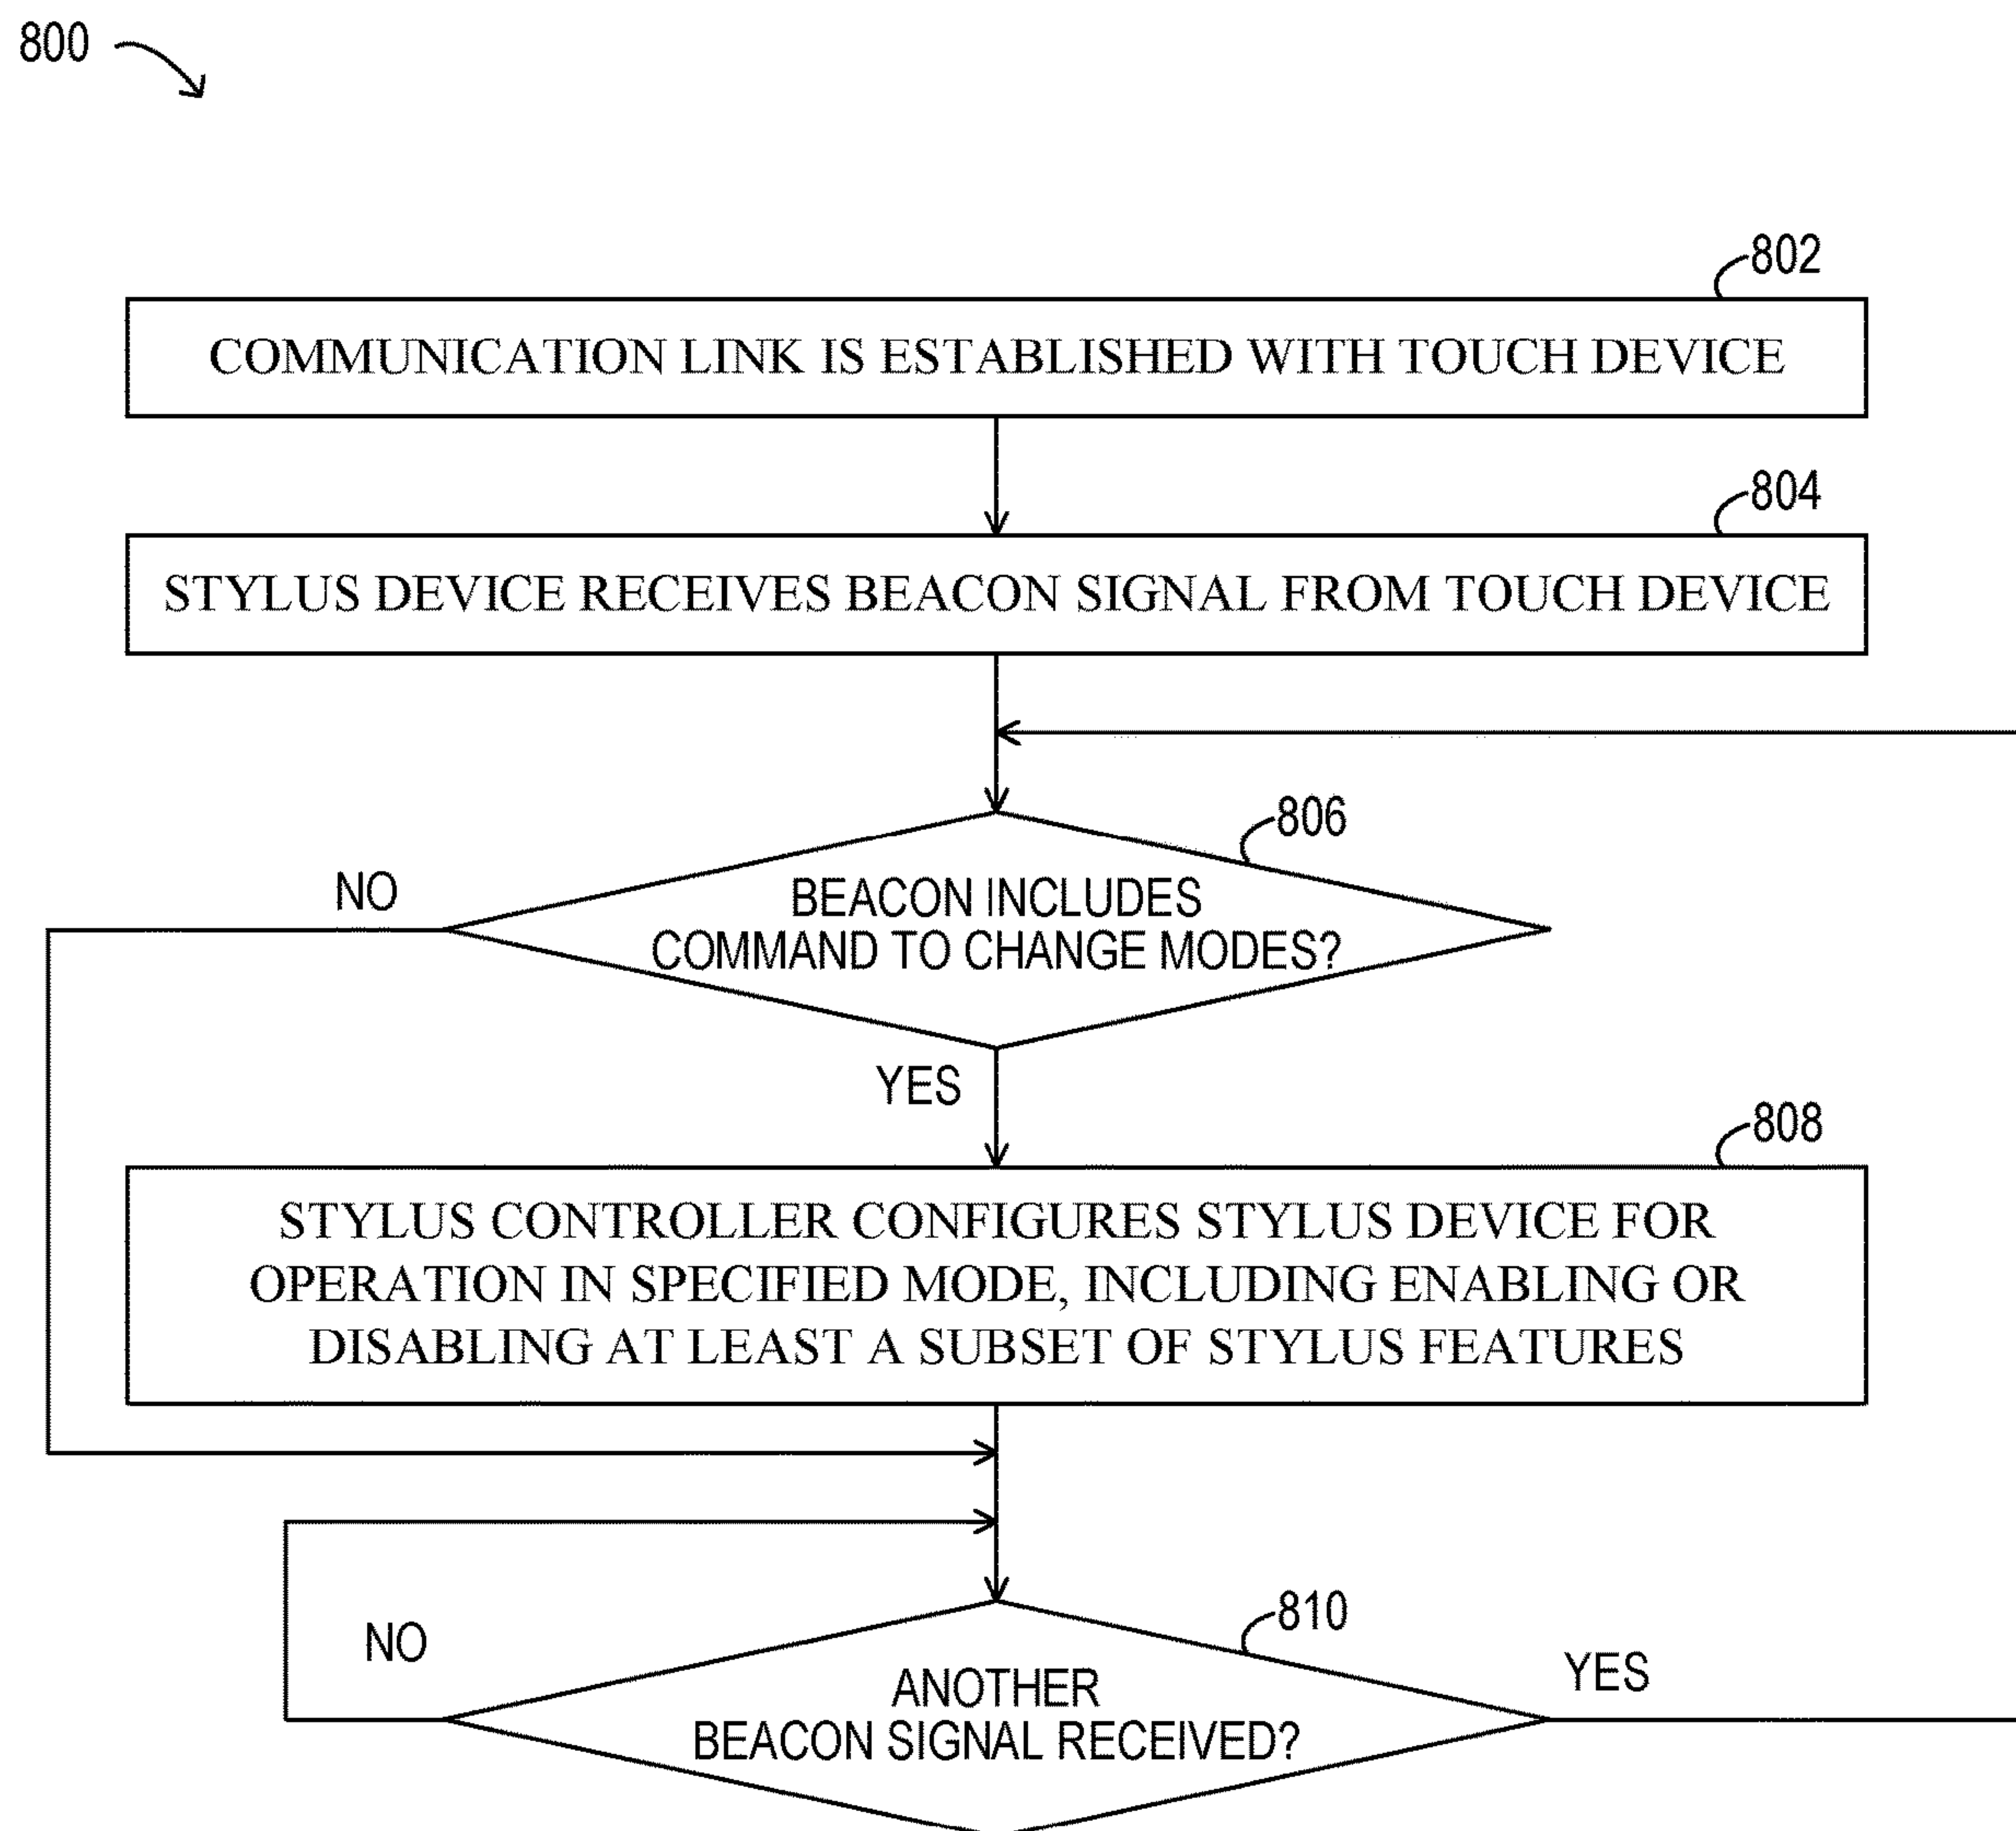 800
802
COMMUNICATION LINK IS ESTABLISHED WITH TOUCH DEVICE
804
STYLUS DEVICE RECEIVES BEACON SIGNAL FROM TOUCH DEVICE
806
NO
BEACON INCLUDES
COMMAND TO CHANGE MODES?
YES
808
STYLUS CONTROLLER CONFIGURES STYLUS DEVICE FOR
OPERATION IN SPECIFIED MODE, INCLUDING ENABLING OR
DISABLING AT LEAST A SUBSET OF STYLUS FEATURES
810
NO
YES
ANOTHER
BEACON SIGNAL RECEIVED?